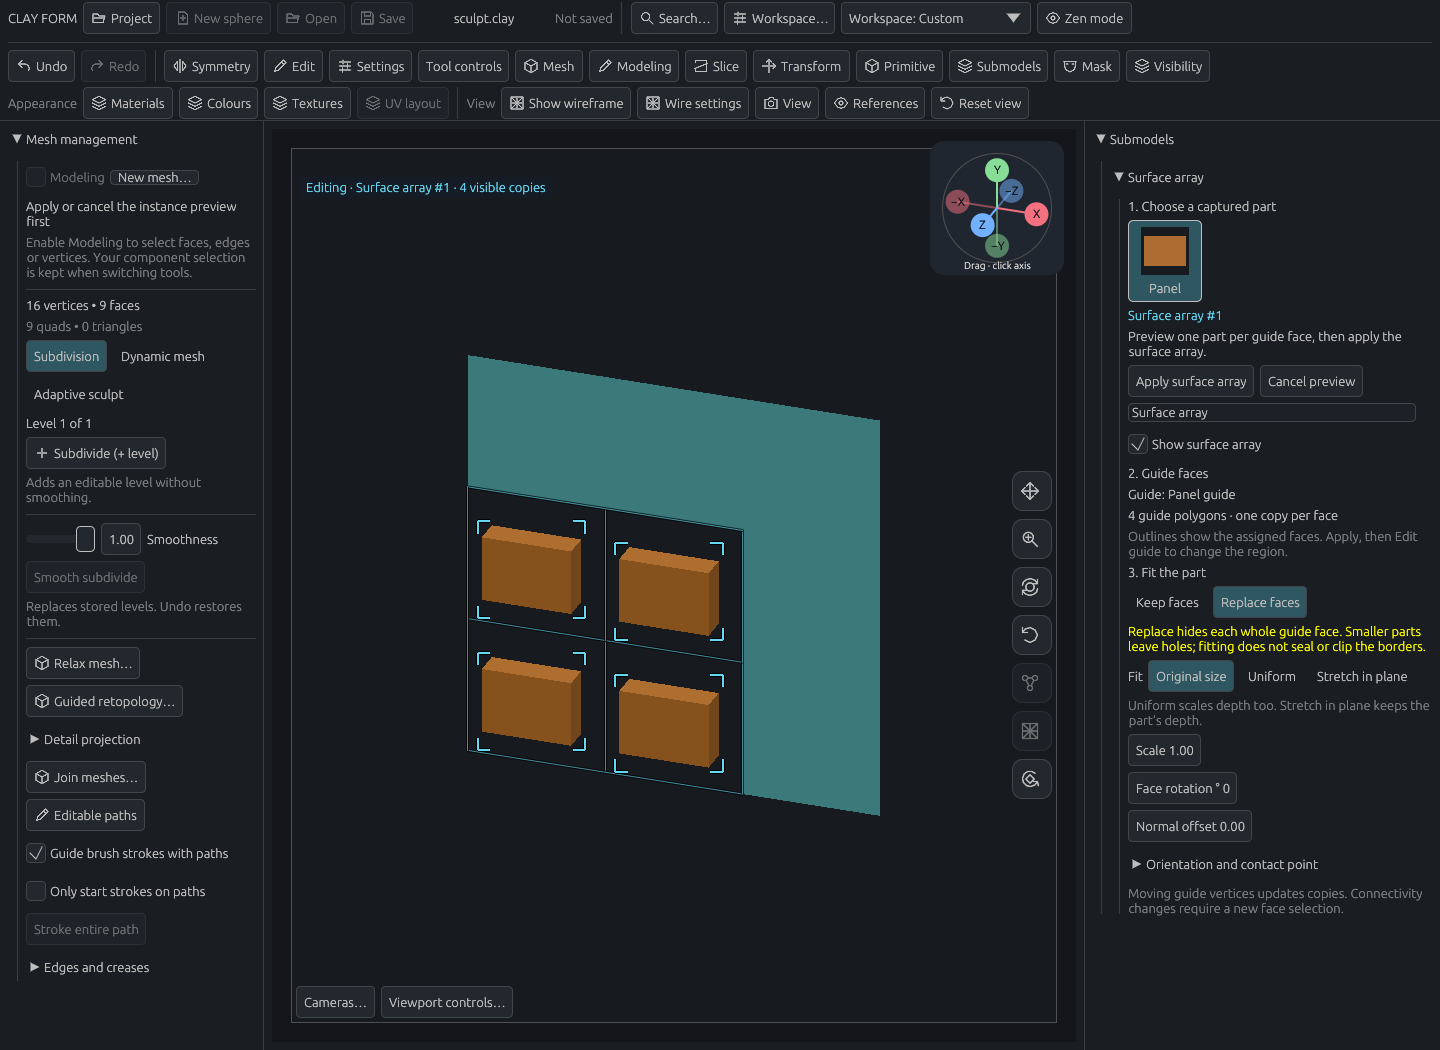 CLAY FORM
Project
New sphere
Open
Save
sculpt.clay
Not saved
Search...
Workspace...
Workspace: Custom
Zen mode
Undo
Redo
Symmetry
Edit
Settings
Tool controls
Mesh
Modeling
Slice
Transform
Primitive
Submodels
Mask
Visibility
Appearance
Materials
Colours
Textures
UV layout
View
Show wireframe
Wire settings
View
References
Reset view
Mesh management
Modeling
New mesh...
Apply or cancel the instance preview
first
Enable Modeling to select faces, edges
or vertices. Your component selection
is kept when switching tools.
16 vertices • 9 faces
9 quads • 0 triangles
Subdivision
Dynamic mesh
Adaptive sculpt
Level 1 of 1
Subdivide (+ level)
Adds an editable level without
smoothing.
1.00
Smoothness
Smooth subdivide
Replaces stored levels. Undo restores
them.
Relax mesh...
Guided retopology...
Detail projection
Join meshes...
Editable paths
Guide brush strokes with paths
Only start strokes on paths
Stroke entire path
Edges and creases
Editing · Surface array #1 · 4 visible copies
Y
-Z
-X
X
Z
-Y
Drag · click axis
Cameras...
Viewport controls...
Submodels
Surface array
1. Choose a captured part
Panel
Surface array #1
Preview one part per guide face, then apply the
surface array.
Apply surface array
Cancel preview
Surface array
Show surface array
2. Guide faces
Guide: Panel guide
4 guide polygons · one copy per face
Outlines show the assigned faces. Apply, then Edit
guide to change the region.
3. Fit the part
Keep faces
Replace faces
Replace hides each whole guide face. Smaller parts
leave holes; fitting does not seal or clip the borders.
Fit
Original size
Uniform
Stretch in plane
Uniform scales depth too. Stretch in plane keeps the
part's depth.
Scale 1.00
Face rotation ° 0
Normal offset 0.00
Orientation and contact point
Moving guide vertices updates copies. Connectivity
changes require a new face selection.